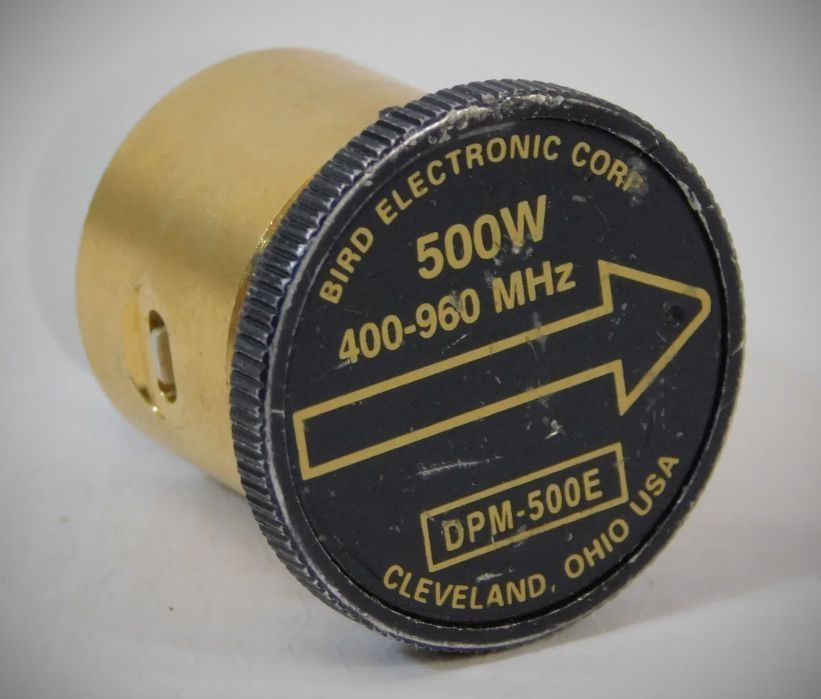 BIRD ELECTRONIC CORP
500W
400-960 MHz
DPM-500E
CLEVELAND, OHIO USA